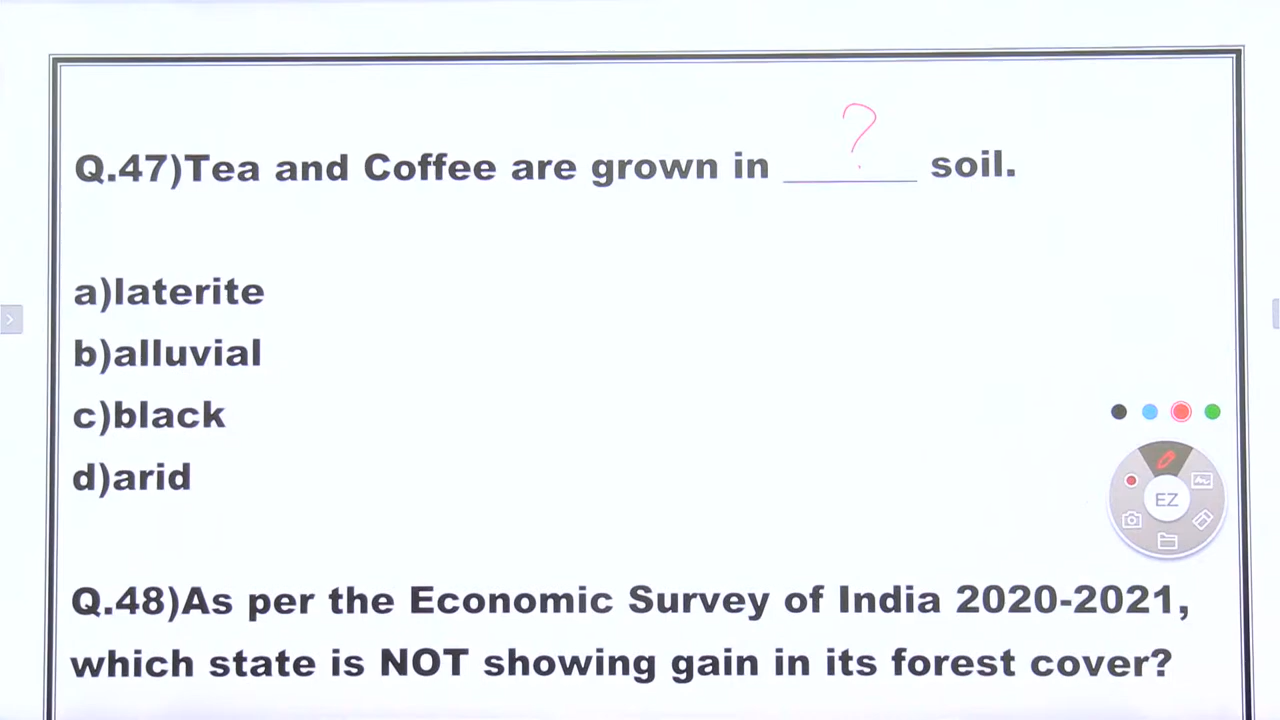 ?
Q.47)Tea and Coffee are grown in ______ soil.
a)laterite
b)alluvial
c)black
d)arid
EZ
Q.48)As per the Economic Survey of India 2020-2021,
which state is NOT showing gain in its forest cover?